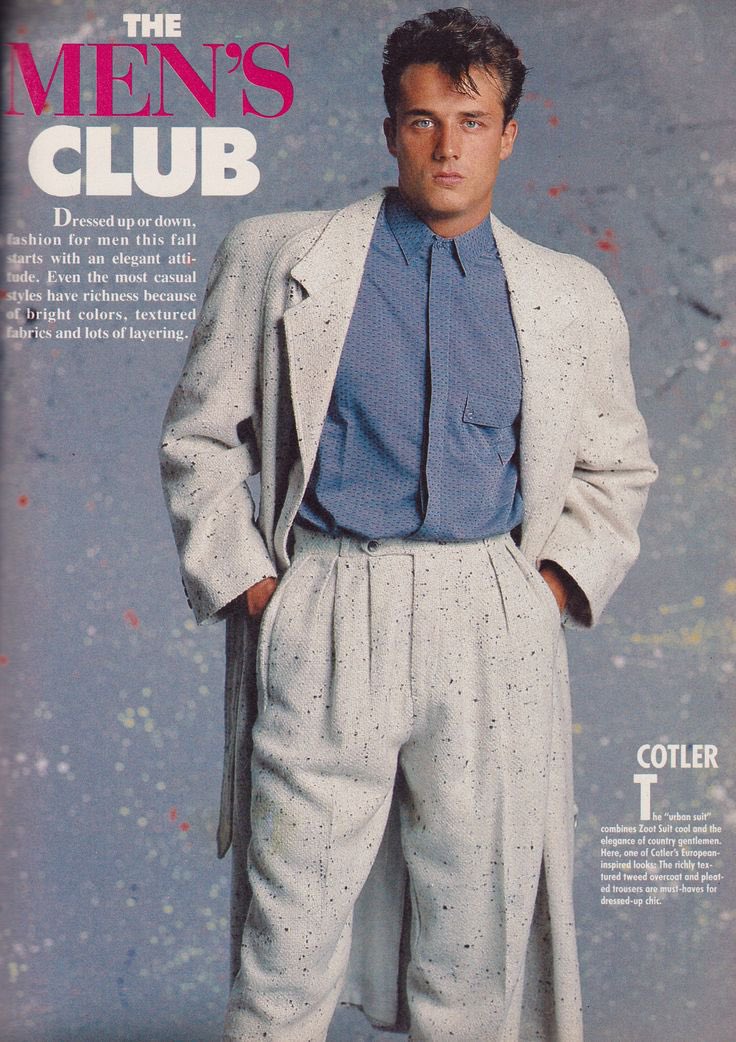 THE
MEN'S
CLUB
Dressed up or down,
fashion for men this fall
starts with an elegant atti-
tude. Even the most casual
styles have richness because
of bright colors, textured
fabrics and lots of layering.
COTLER
The "urban suit"
combines Zoot Suit cool and the
elegance of country gentlemen.
Here, one of Cotler's European-
inspired looks: The richly tex-
tured tweed overcoat and pleat-
ed trousers are must-haves for
dressed-up chic.